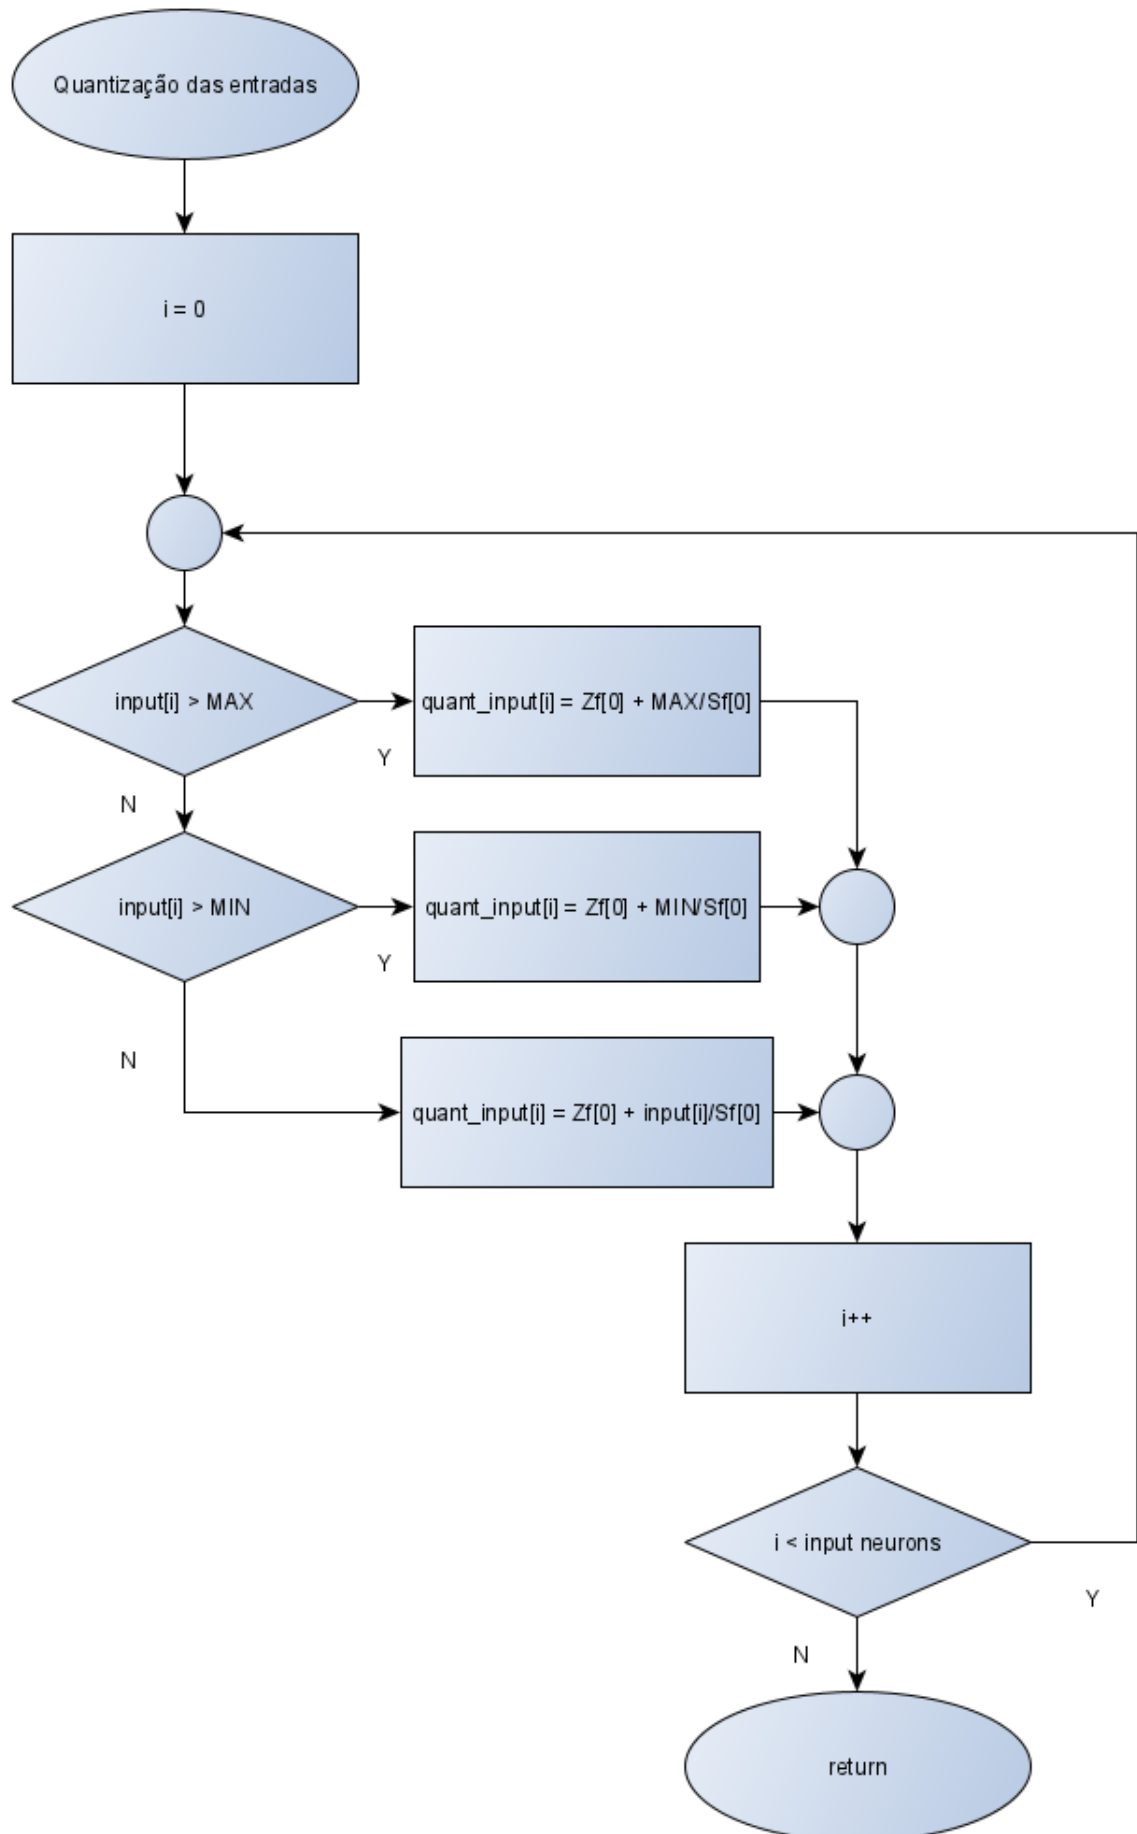 Quantização das entradas
i = 0
input[i] > MAX
quant_input[i] = Zf[0] + MAX/Sf[0]
Y
N
input[i] > MIN
quant_input[i] = Zf[0] + MIN/Sf[0]
Y
N
quant_input[i] = Zf[0] + input[i]/Sf[0]
i++
i < input neurons
Y
N
return